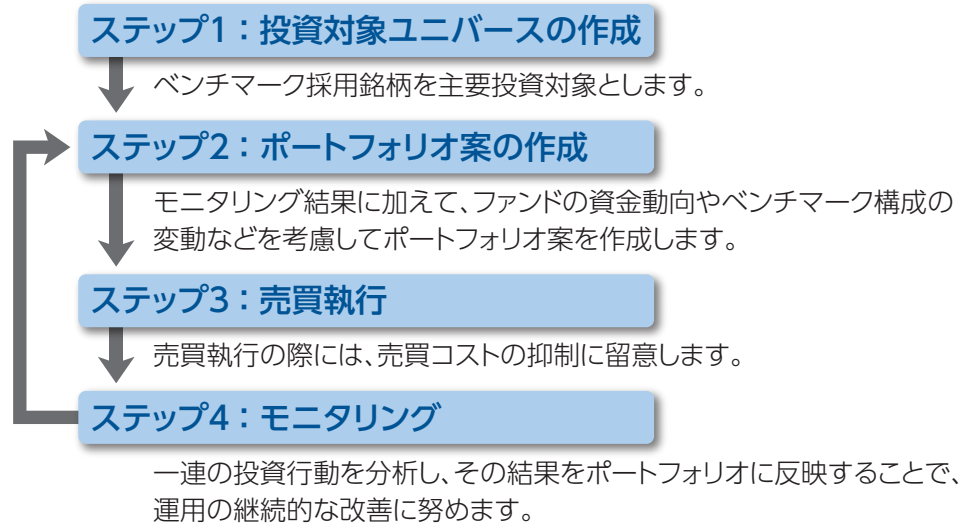 ステップ1：投資対象ユニバースの作成
ベンチマーク採用銘柄を主要投資対象とします。
ステップ2：ポートフォリオ案の作成
モニタリング結果に加えて、ファンドの資金動向やベンチマーク構成の
変動などを考慮してポートフォリオ案を作成します。
ステップ3：売買執行
売買執行の際には、売買コストの抑制に留意します。
ステップ4：モニタリング
一連の投資行動を分析し、その結果をポートフォリオに反映することで、
運用の継続的な改善に努めます。